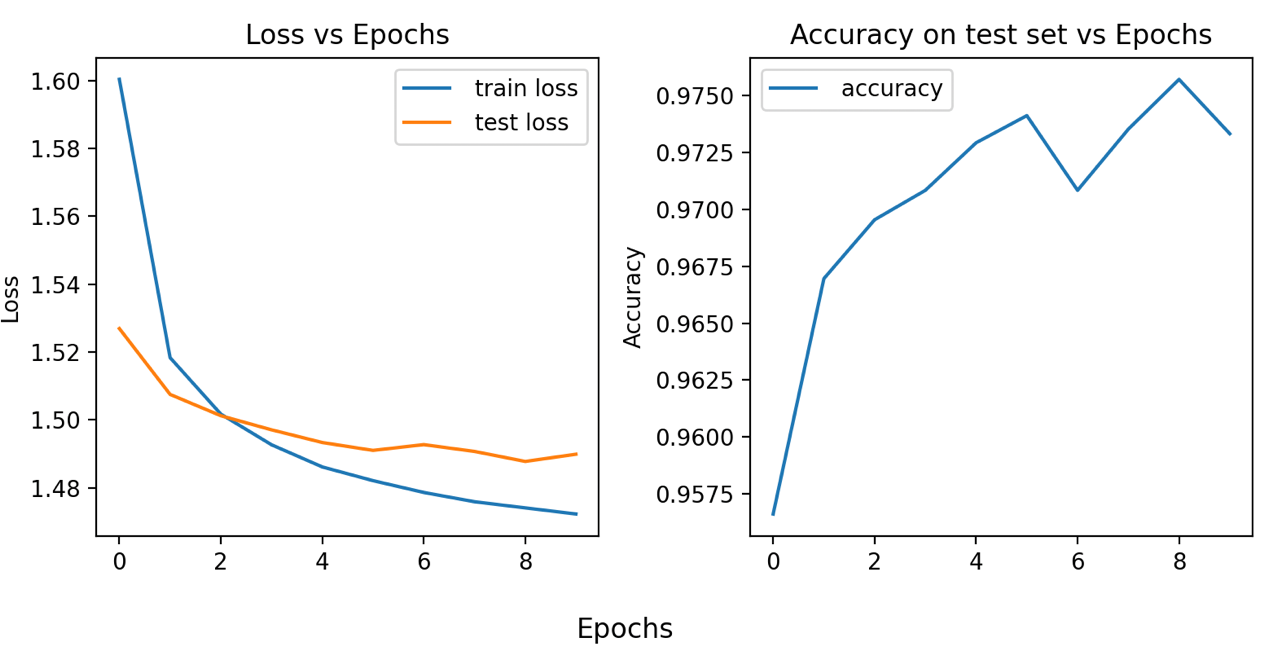 Loss vs Epochs
Loss
1.60
1.58
1.56
1.54
1.52
1.50
1.48
train loss
test loss
0 2 4 6 8
Accuracy on test set vs Epochs
Accuracy
0.9750
0.9725
0.9700
0.9675
0.9650
0.9625
0.9600
0.9575
accuracy
0 2 4 6 8
Epochs